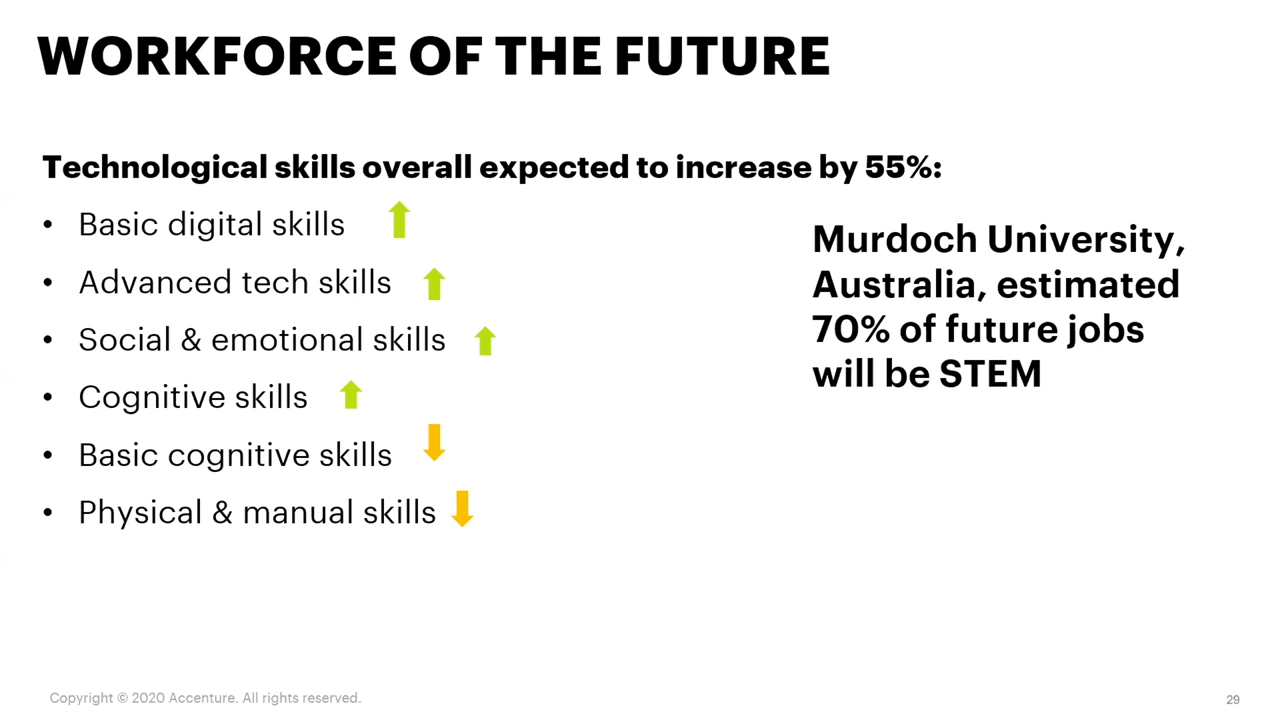 WORKFORCE OF THE FUTURE
Technological skills overall expected to increase by 55%:
• Basic digital skills
• Advanced tech skills
• Social & emotional skills
• Cognitive skills
• Basic cognitive skills
• Physical & manual skills
Murdoch University,
Australia, estimated
70% of future jobs
will be STEM
Copyright © 2020 Accenture. All rights reserved.
29